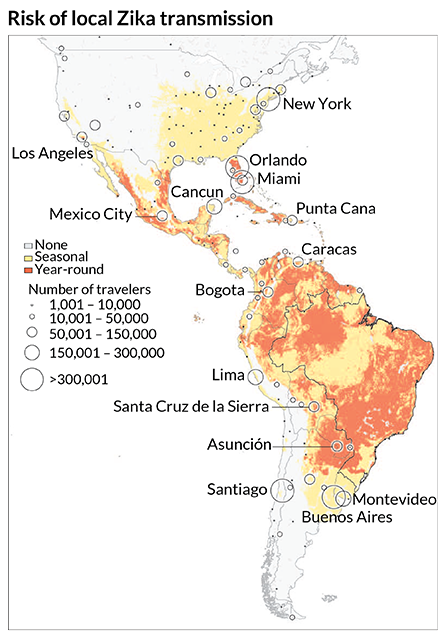 Risk of local Zika transmission
New York
Los Angeles
Orlando
Miami
Cancun
Mexico City
Punta Cana
Caracas
None
Seasonal
Year-round
Number of travelers
1,001 – 10,000
10,001 – 50,000
50,001 – 150,000
150,001 – 300,000
>300,001
Bogota
Lima
Santa Cruz de la Sierra
Asunción
Santiago
Montevideo
Buenos Aires